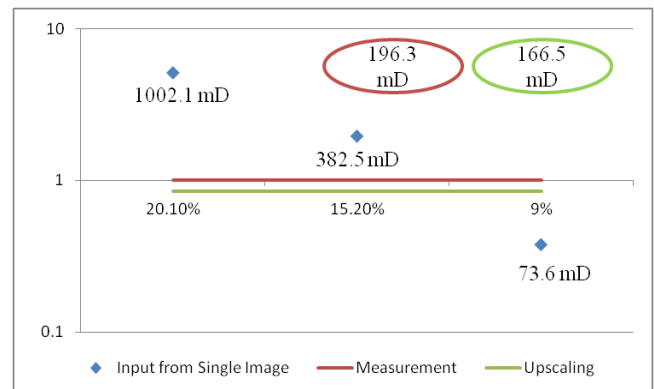 10
196.3
mD
166.5
mD
1002.1 mD
382.5 mD
1
20.10%
15.20%
9%
73.6 mD
0.1
Input from Single Image
Measurement
Upscaling